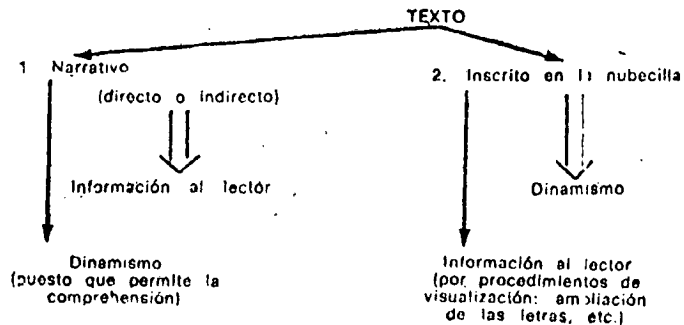 TEXTO
1 Narrativo
(directo o indirecto)
Información al lector
Dinamismo
(puesto que permite la
comprehensión)
2. Inscrito en la nubecilla
Dinamismo
Información al lector
(por procedimientos de
visualización: ampliación
de las letras, etc.)